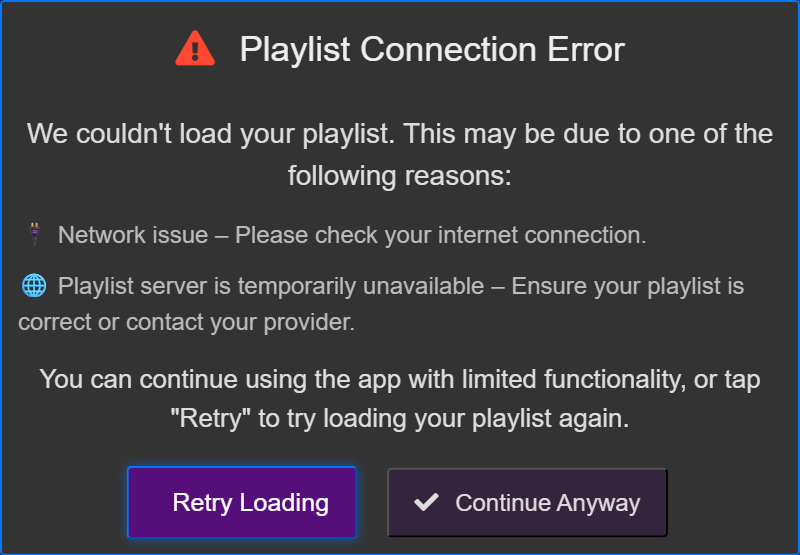 Playlist Connection Error
We couldn't load your playlist. This may be due to one of the
following reasons:
Network issue – Please check your internet connection.
Playlist server is temporarily unavailable – Ensure your playlist is
correct or contact your provider.
You can continue using the app with limited functionality, or tap
"Retry" to try loading your playlist again.
Retry Loading
Continue Anyway